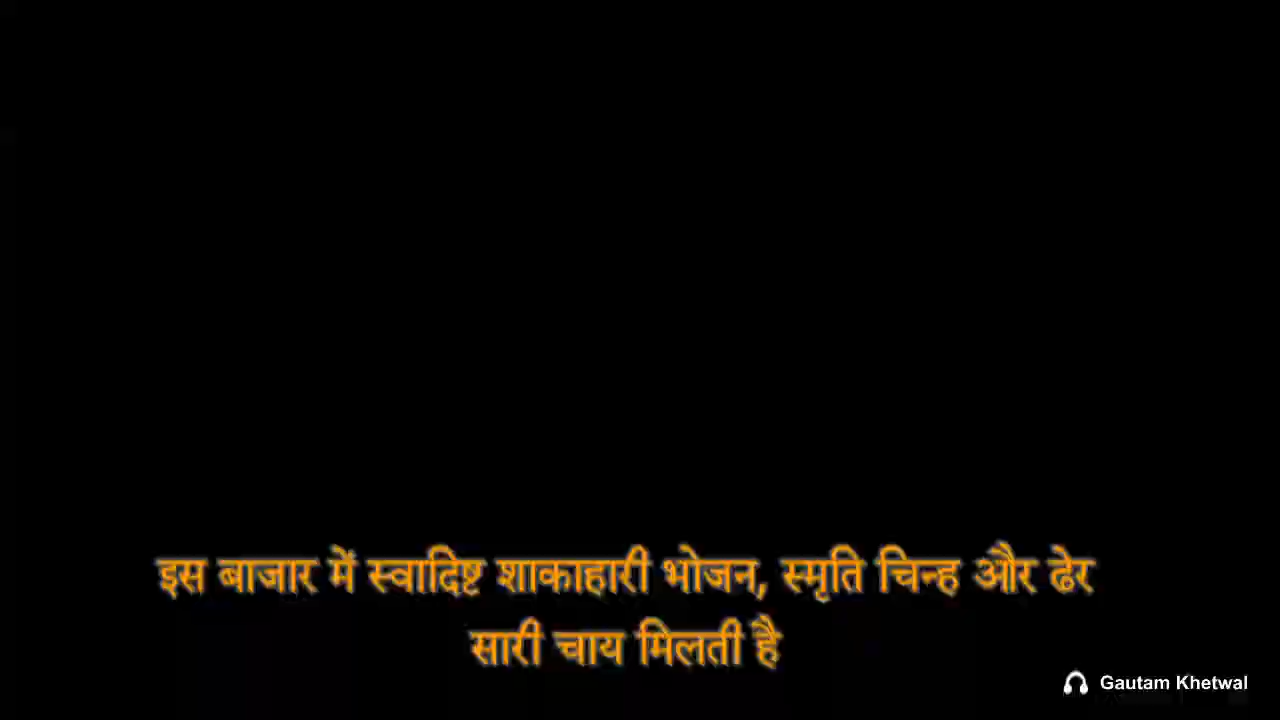 इस बाजार में स्वादिष्ट शाकाहारी भोजन, स्मृति चिन्ह और ढेर
सारी चाय मिलती है
Gautam Khetwal